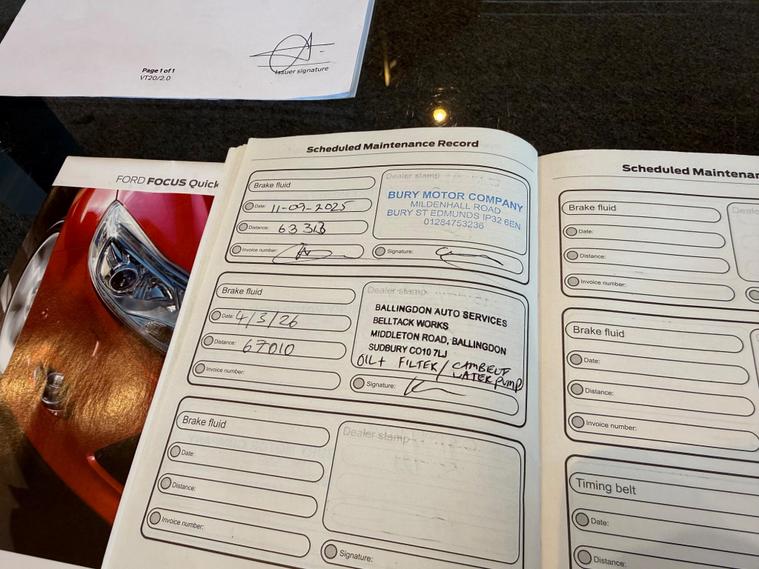 Page 1 of 1
VT20/2.0
Issuer signature
FORD FOCUS Quick
Scheduled Maintenance Record
Brake fluid
Date: 11-09-2025
Distance:
Invoice number:
Dealer stamp
BURY MOTOR COMPANY
MILDENHALL ROAD
BURY ST EDMUNDS IP32 6EN
01284753236
Signature:
Brake fluid
Date: 4/3/26
Distance: 67010
Invoice number:
Dealer stamp
BALLINGDON AUTO SERVICES
BELLTACK WORKS
MIDDLETON ROAD, BALLINGDON
SUDBURY CO10 7LJ
OIL+ FILTER/ CAMBELT
WATER pump
Signature:
Brake fluid
Date:
Distance:
Invoice number:
Dealer stamp
Signature:
Scheduled Maintenan
Brake fluid
Date:
Distance:
Invoice number:
Brake fluid
Date:
Distance:
Invoice number:
Timing belt
Date:
Distance: